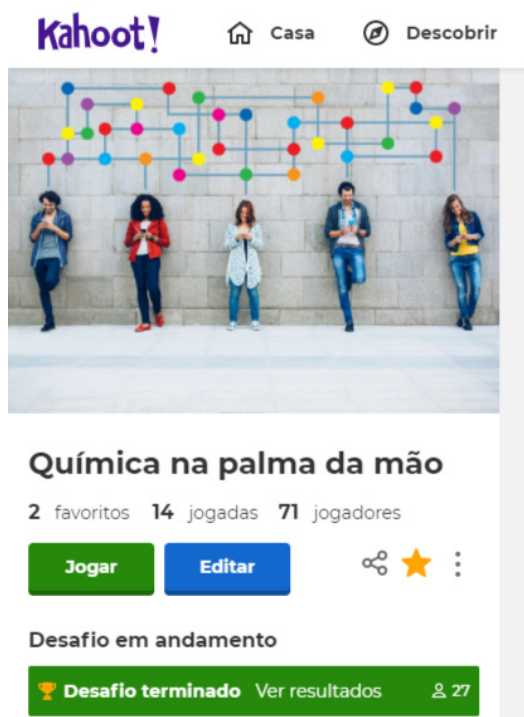 Kahoot! Casa Descobrir
Química na palma da mão
2 favoritos 14 jogadas 71 jogadores
Jogar Editar
Desafio em andamento
Desafio terminado Ver resultados 27